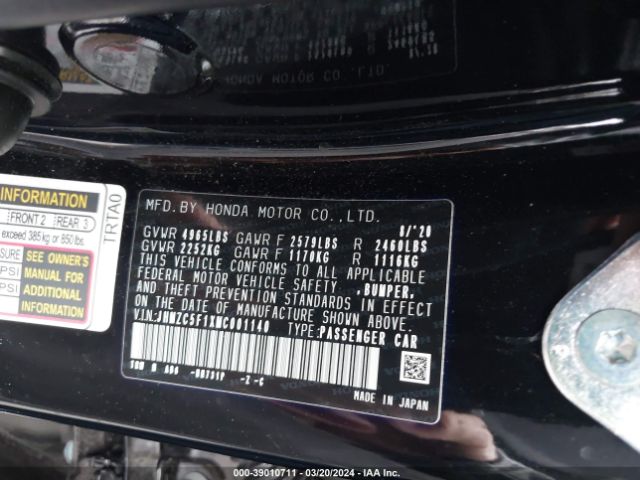 INFORMATION
FRONT 2 REAR 3
exceed 385 kg or 850 lbs.
SURE SEE OWNER'S
PSI MANUAL FOR
PSI ADDITIONAL
INFORMATION
TRTA0
MFD.BY HONDA MOTOR CO.,LTD. 8/'20
GVWR 4965LBS GAWR F 2579LBS R 2460LBS
GVWR 2252KG GAWR F 1170KG R 1116KG
THIS VEHICLE CONFORMS TO ALL APPLICABLE
FEDERAL MOTOR VEHICLE SAFETY, BUMPER,
AND THEFT PREVENTION STANDARDS IN EFFECT
ON THE DATE OF MANUFACTURE SHOWN ABOVE.
V.I.N.:JHMZC5F1XMC001140 TYPE:PASSENGER CAR
MADE IN JAPAN
000-39010711 - 03/20/2024 - IAA Inc.